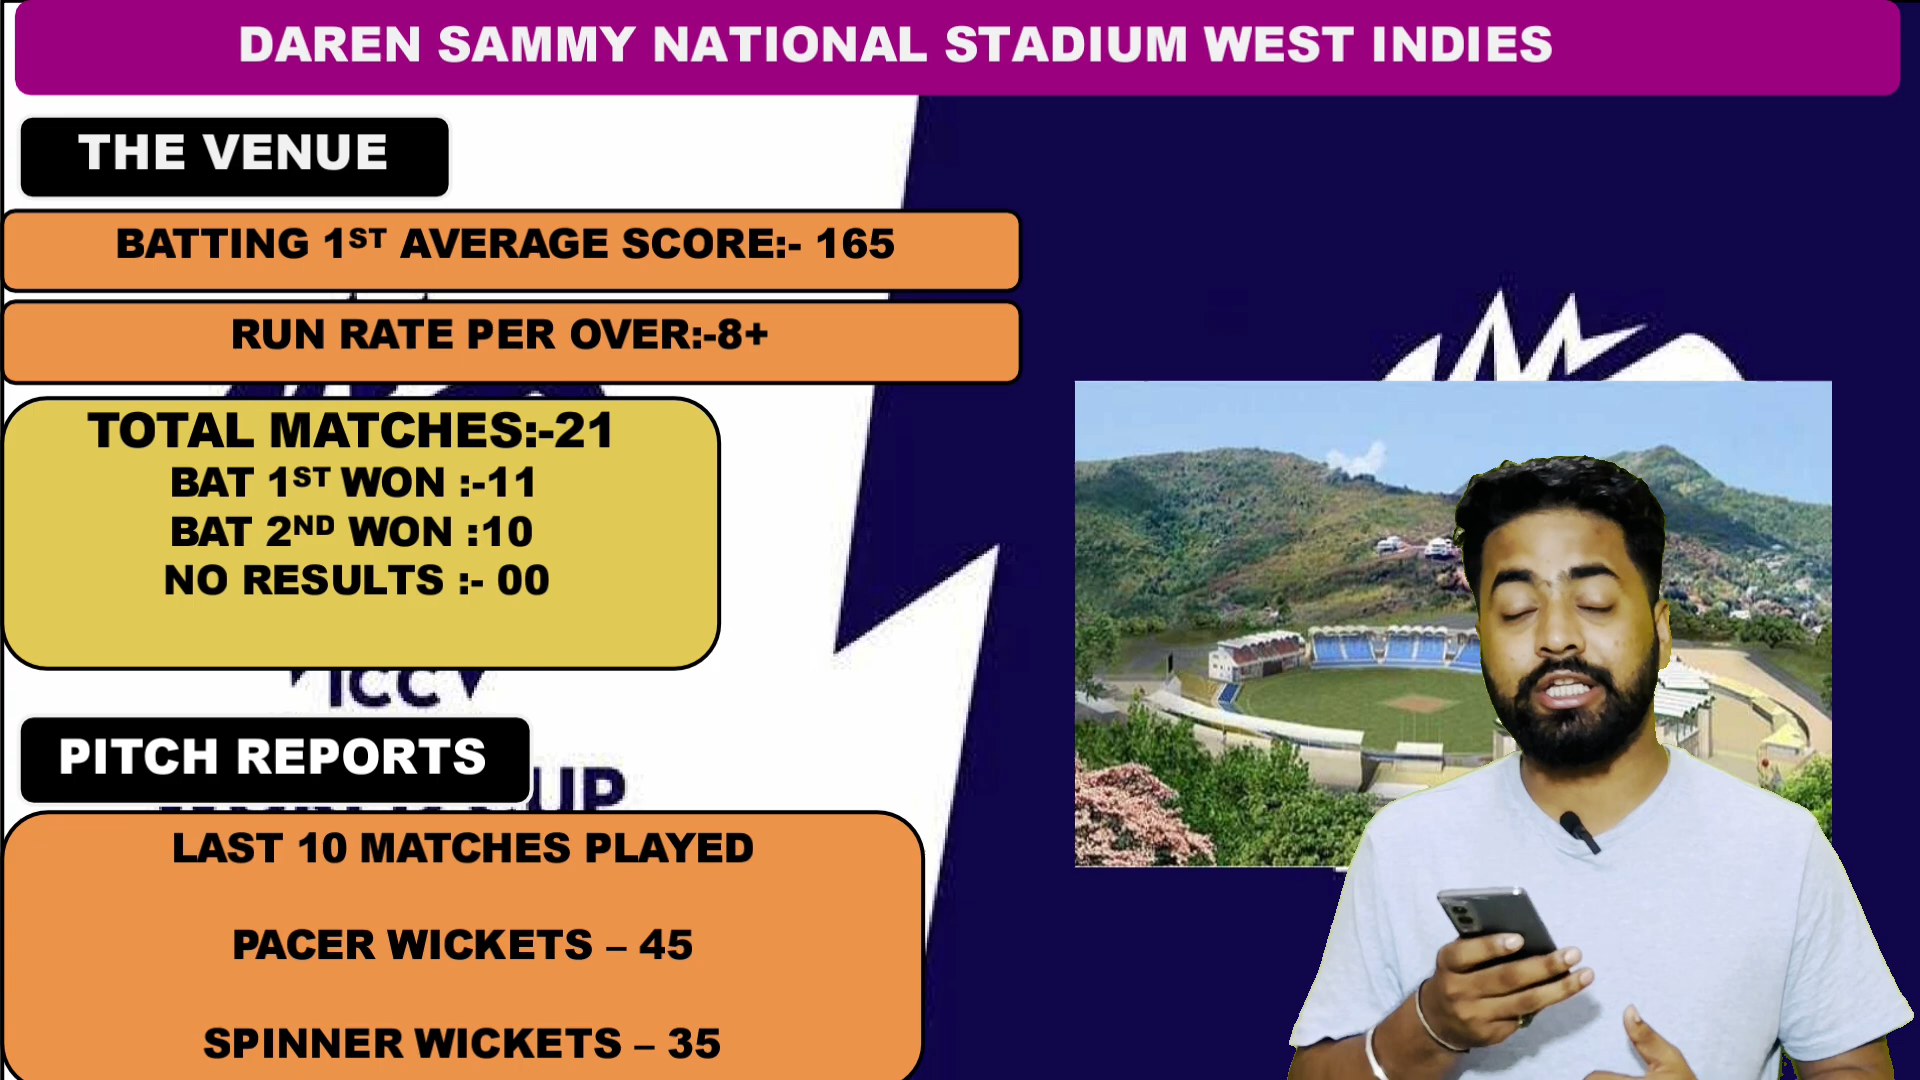 DAREN SAMMY NATIONAL STADIUM WEST INDIES
THE VENUE
BATTING 1ST AVERAGE SCORE:- 165
RUN RATE PER OVER:-8+
TOTAL MATCHES:-21
BAT 1ST WON :-11
BAT 2ND WON :10
NO RESULTS :- 00
ICC
PITCH REPORTS
LAST 10 MATCHES PLAYED
PACER WICKETS – 45
SPINNER WICKETS – 35